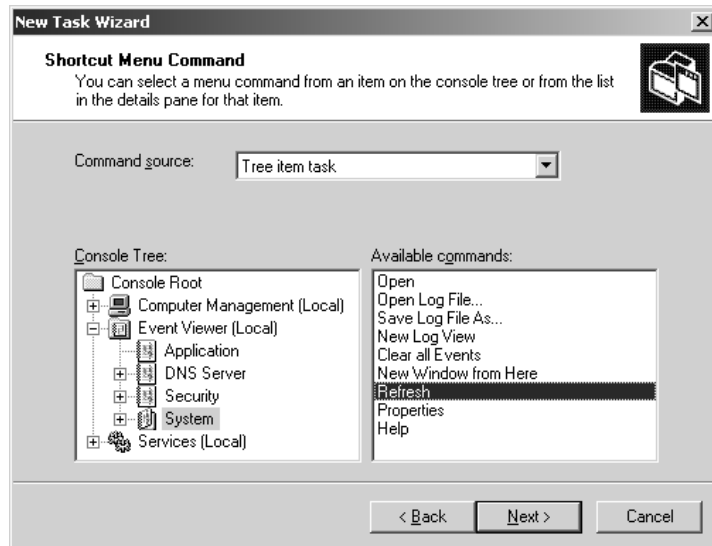 New Task Wizard
Shortcut Menu Command
You can select a menu command from an item on the console tree or from the list
in the details pane for that item.
Command source:
Tree item task
Console Tree:
Console Root
Computer Management (Local)
Event Viewer (Local)
Application
DNS Server
Security
System
Services (Local)
Available commands:
Open
Open Log File...
Save Log File As...
New Log View
Clear all Events
New Window from Here
Refresh
Properties
Help
< Back
Next >
Cancel